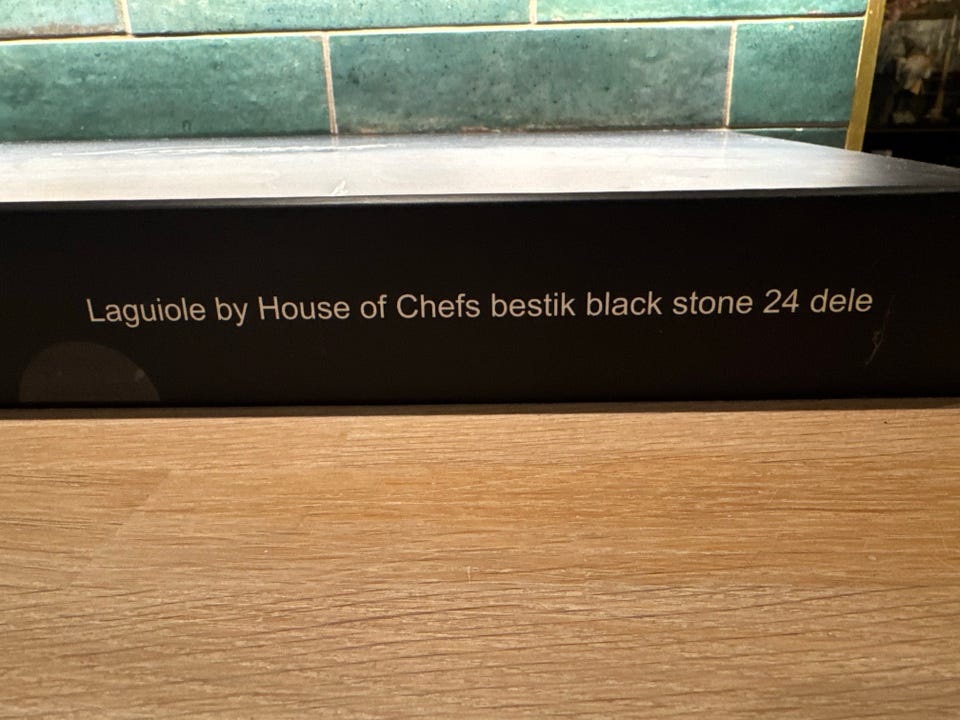 Laguiole by House of Chefs bestik black stone 24 dele